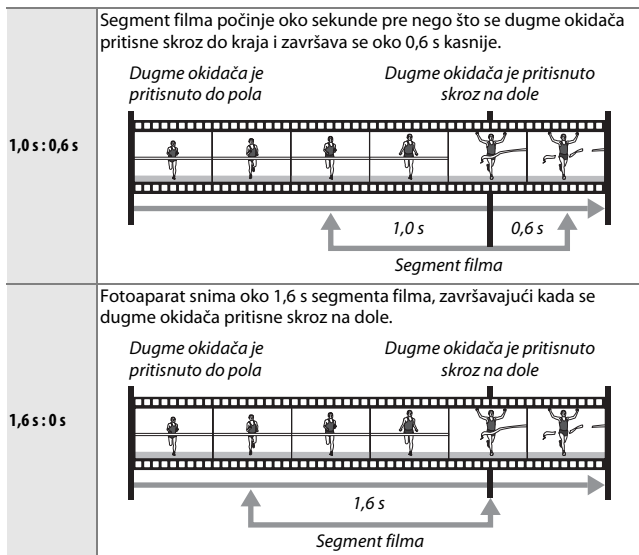 Segment filma počinje oko sekunde pre nego što se dugme okidača
pritisne skroz do kraja i završava se oko 0,6 s kasnije.
Dugme okidača je
pritisnuto do pola
Dugme okidača je pritisnuto
skroz na dole
1,0 s : 0,6 s
1,0 s
0,6 s
Segment filma
Fotoaparat snima oko 1,6 s segmenta filma, završavajući kada se
dugme okidača pritisne skroz na dole.
Dugme okidača je
pritisnuto do pola
Dugme okidača je pritisnuto
skroz na dole
1,6 s : 0 s
1,6 s
Segment filma